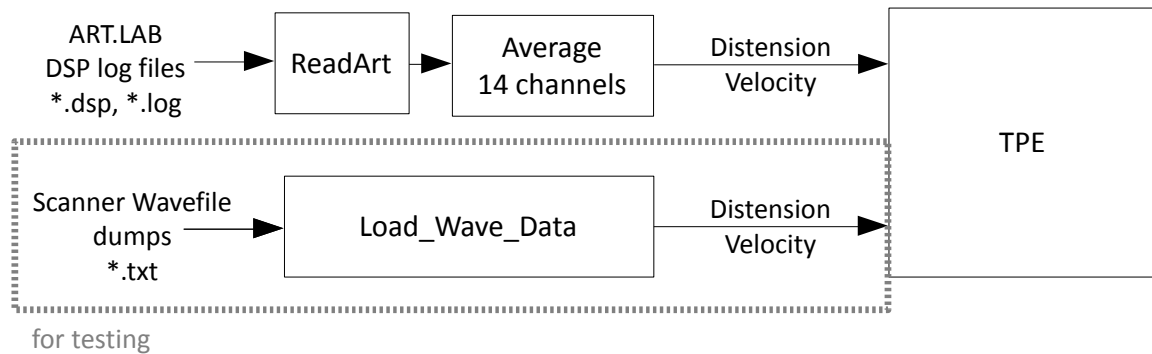 ART.LAB
DSP log files
*.dsp, *.log
ReadArt
Average
14 channels
Distension
Velocity
TPE
Scanner Wavefile
dumps
*.txt
Load_Wave_Data
Distension
Velocity
for testing